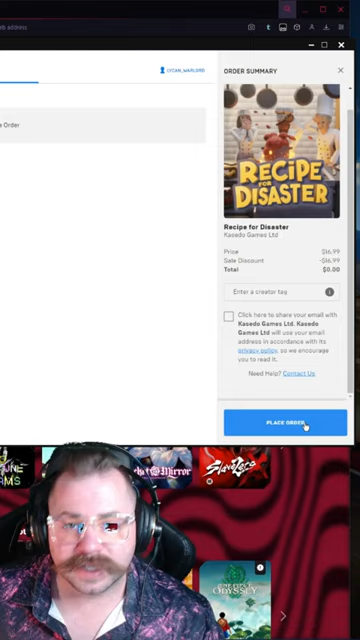 LYCAN_WARLORD
ORDER SUMMARY
e Order
RECIPE
FOR
DISASTER
Recipe for Disaster
Kasedo Games Ltd
Price $16.99
Sale Discount -$16.99
Total $0.00
Enter a creator tag
Click here to share your email with
Kasedo Games Ltd. Kasedo
Games Ltd will use your email
address in accordance with its
privacy policy, so we encourage
you to read it.
Need Help? Contact Us
PLACE ORDER
Mirror
ODYSSEY